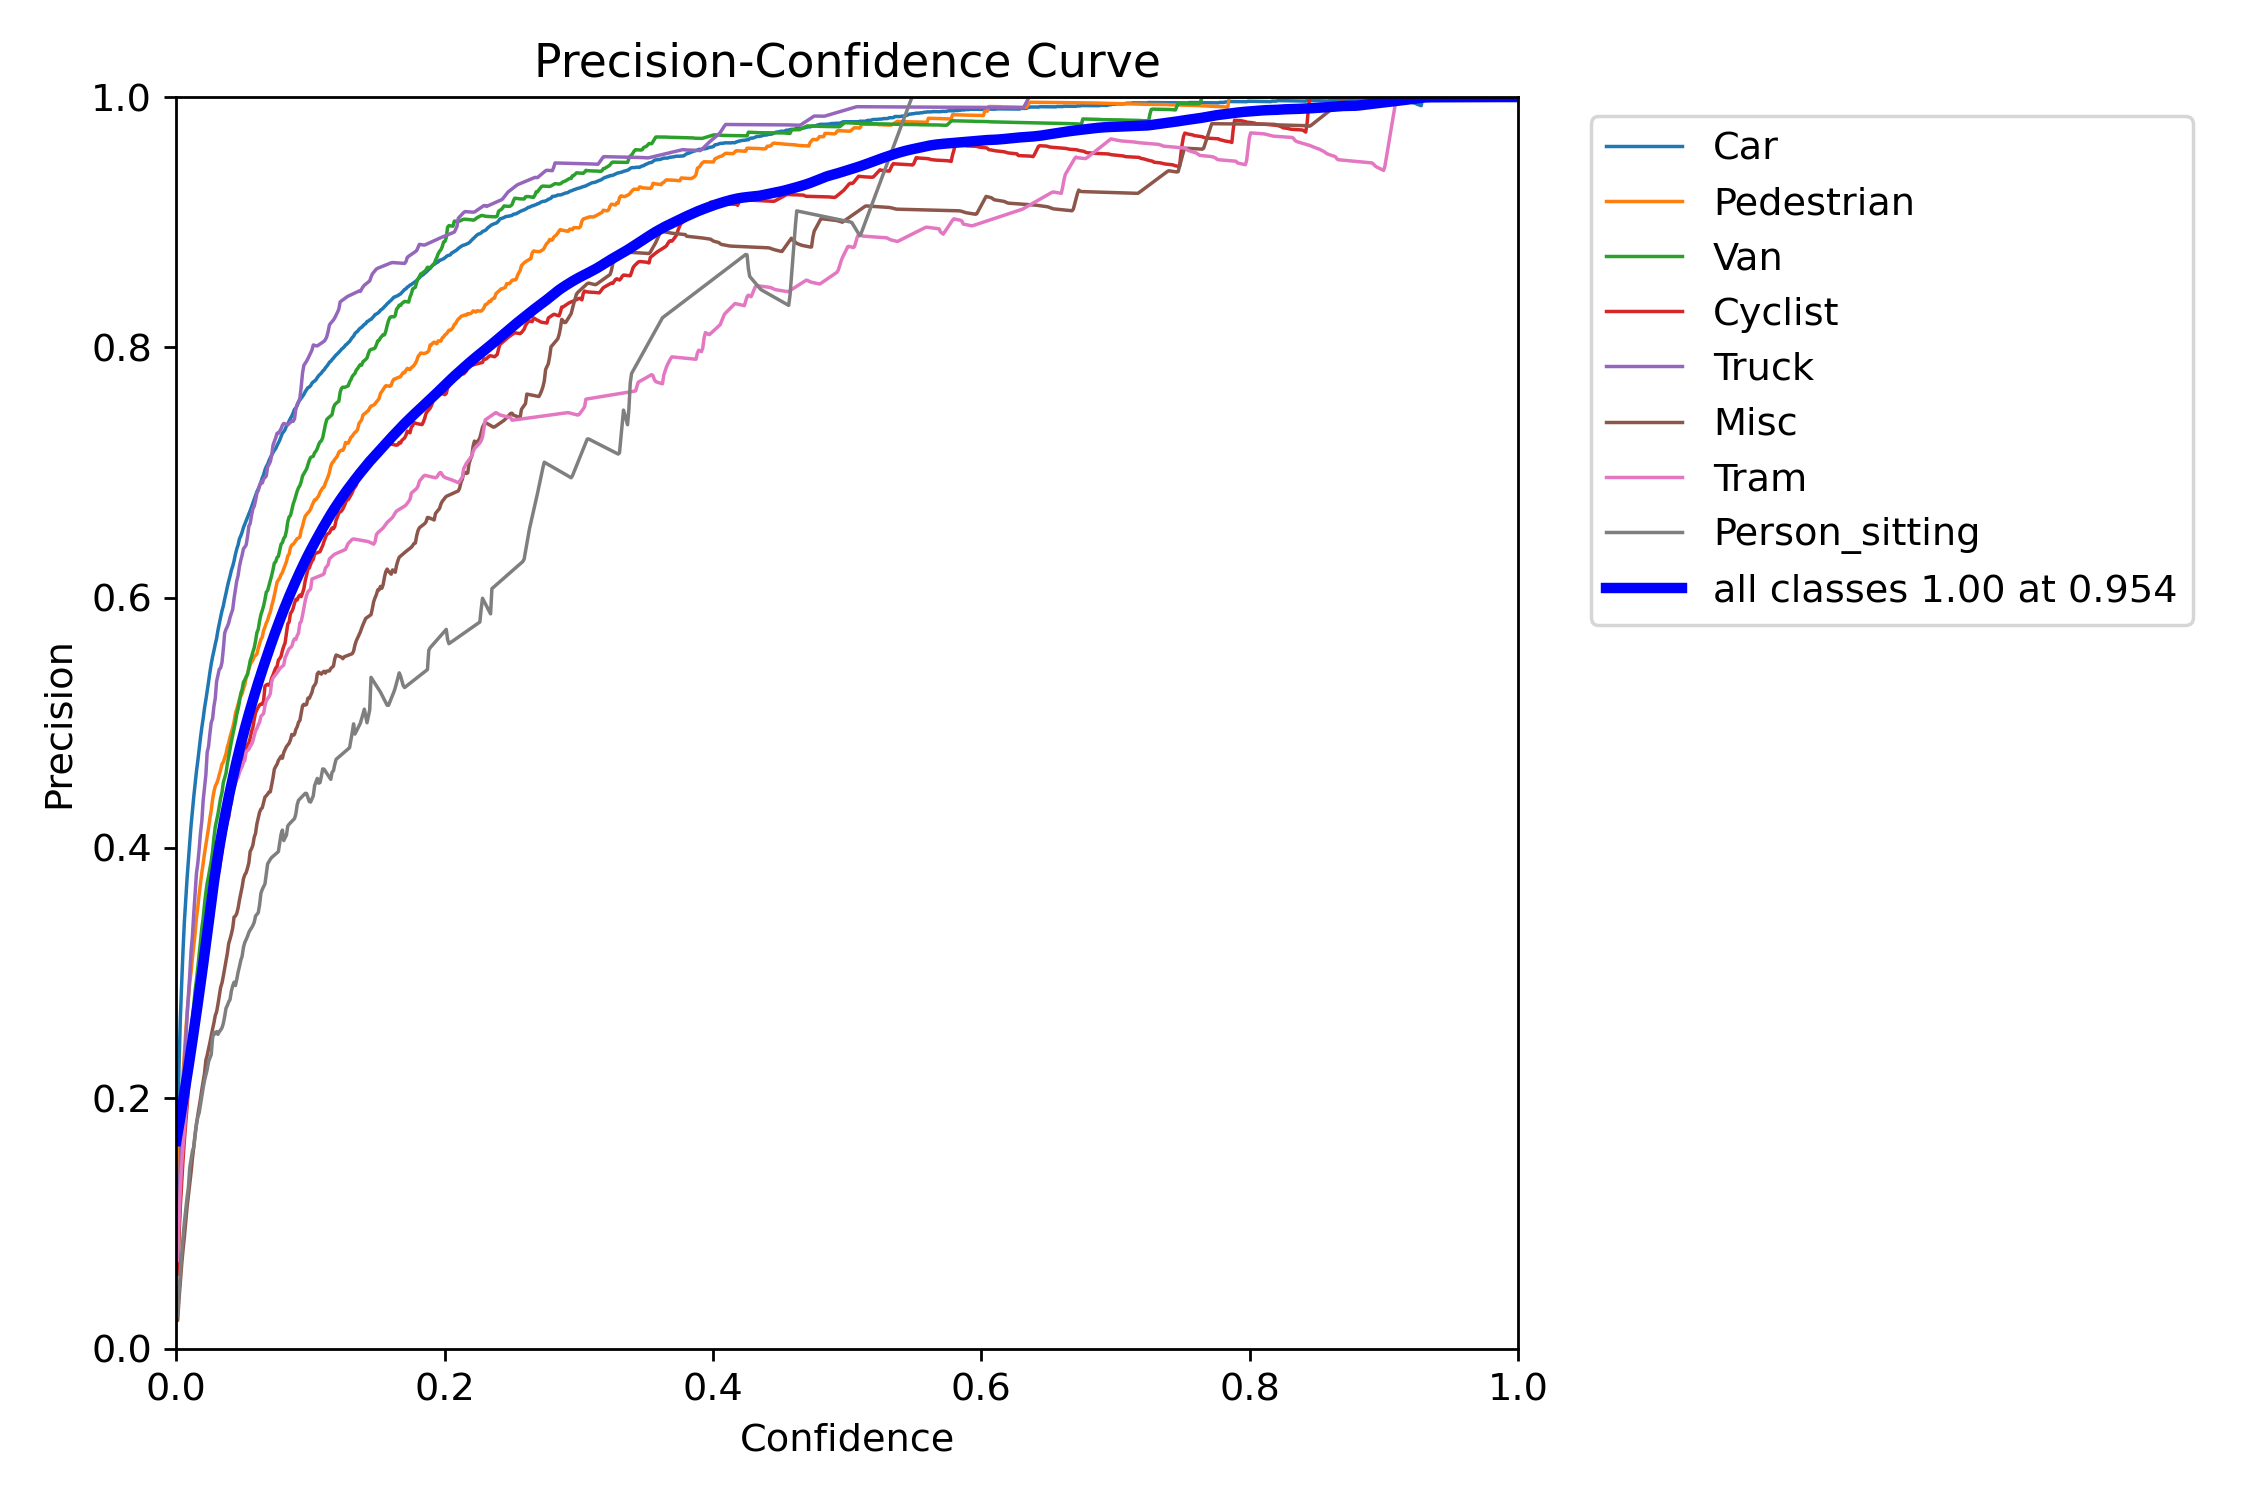 Precision-Confidence Curve
1.0
0.8
0.6
0.4
0.2
0.0
Precision
0.0 0.2 0.4 0.6 0.8 1.0
Confidence
Car
Pedestrian
Van
Cyclist
Truck
Misc
Tram
Person_sitting
all classes 1.00 at 0.954